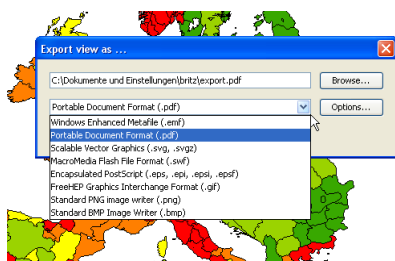 Export view as ...
C:\Dokumente und Einstellungen\britz\export.pdf
Browse...
Portable Document Format (.pdf)
Options...
Windows Enhanced Metafile (.emf)
Portable Document Format (.pdf)
Scalable Vector Graphics (.svg, .svgz)
MacroMedia Flash File Format (.swf)
Encapsulated PostScript (.eps, .epi, .epsi, .epsf)
FreeHEP Graphics Interchange Format (.gif)
Standard PNG image writer (.png)
Standard BMP Image Writer (.bmp)